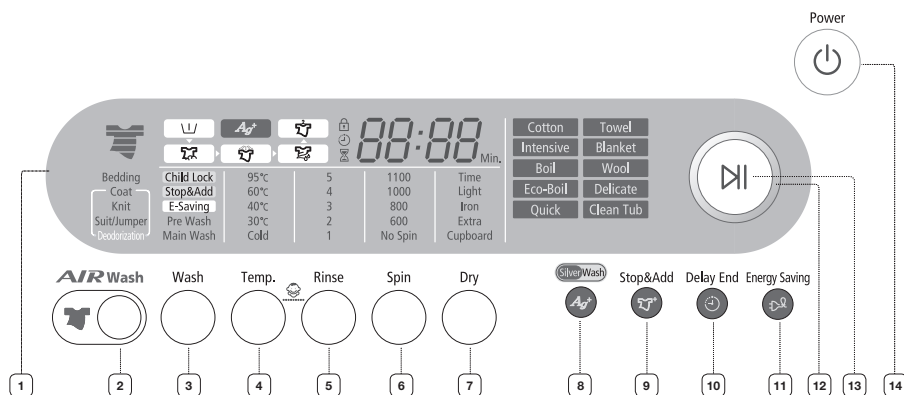 Power
Ag+
88:88 Min.
Bedding
Coat
Knit
Suit/Jumper
Deodorization
Child Lock 95℃ 5 1100 Time
Stop&Add 60℃ 4 1000 Light
E-Saving 40℃ 3 800 Iron
Pre Wash 30℃ 2 600 Extra
Main Wash Cold 1 No Spin Cupboard
Cotton Towel
Intensive Blanket
Boil Wool
Eco-Boil Delicate
Quick Clean Tub
AIR Wash Wash Temp. Rinse Spin Dry
Silver Wash Stop&Add Delay End Energy Saving
Ag+
1 2 3 4 5 6 7 8 9 10 11 12 13 14